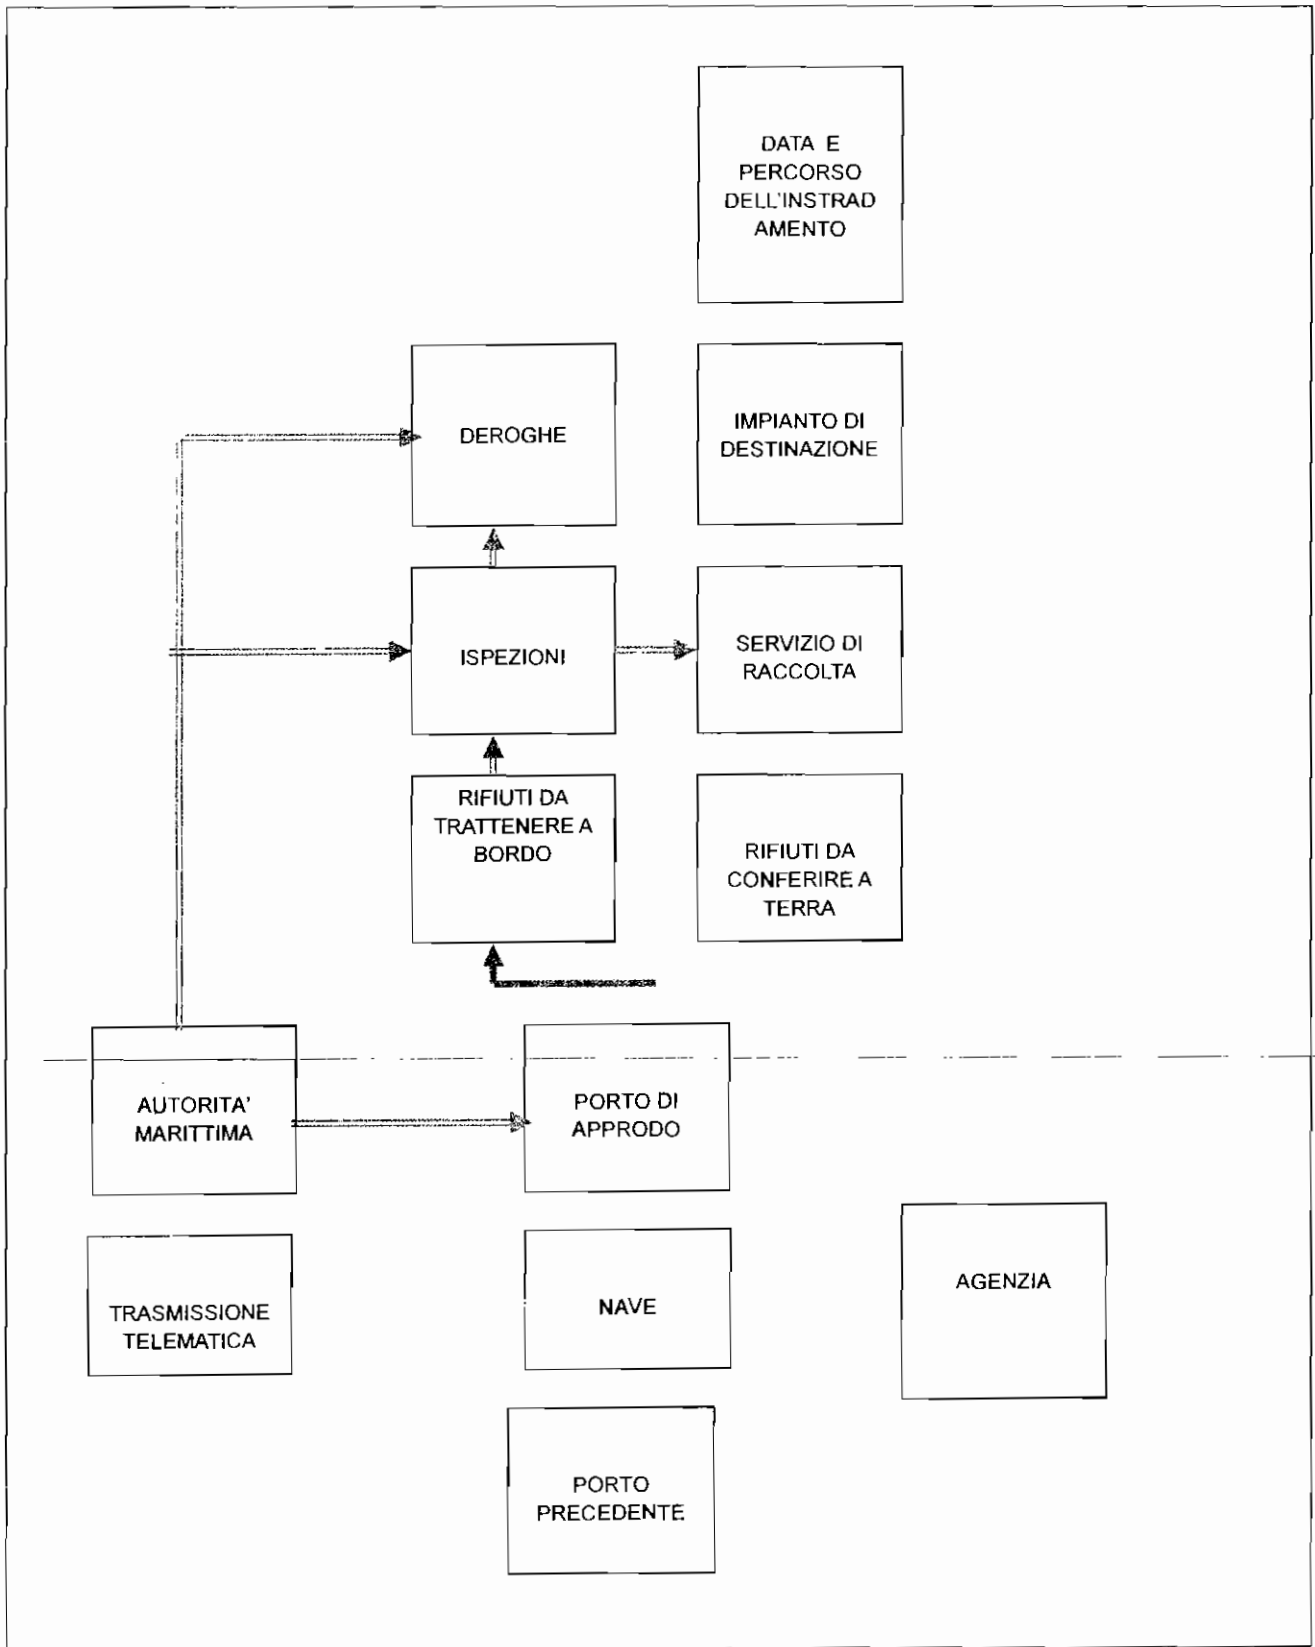 DATA E
PERCORSO
DELL'INSTRAD
AMENTO
DEROGHE
IMPIANTO DI
DESTINAZIONE
ISPEZIONI
SERVIZIO DI
RACCOLTA
RIFIUTI DA
TRATTENERE A
BORDO
RIFIUTI DA
CONFERIRE A
TERRA
AUTORITA'
MARITTIMA
PORTO DI
APPRODO
TRASMISSIONE
TELEMATICA
NAVE
AGENZIA
PORTO
PRECEDENTE